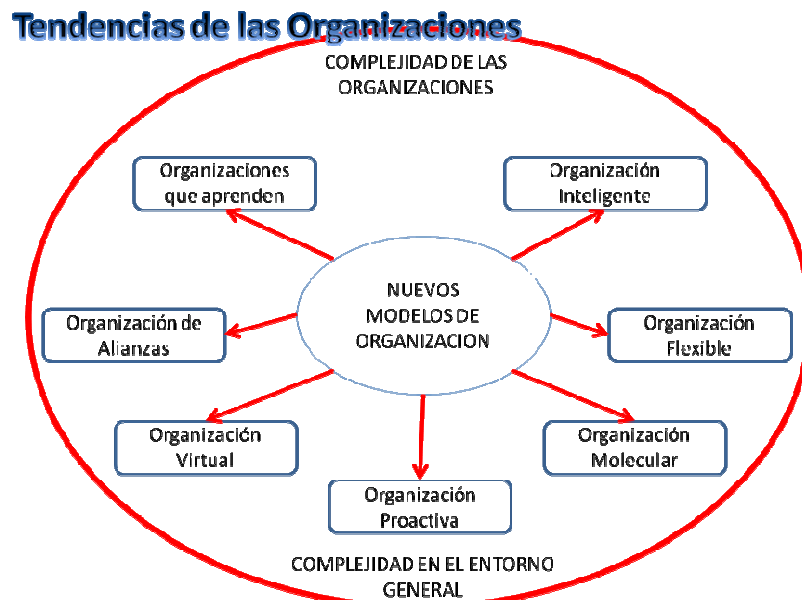 Tendencias de las Organizaciones
COMPLEJIDAD DE LAS
ORGANIZACIONES
Organizaciones
que aprenden
Organización
Inteligente
NUEVOS
MODELOS DE
ORGANIZACION
Organización de
Alianzas
Organización
Flexible
Organización
Virtual
Organización
Molecular
Organización
Proactiva
COMPLEJIDAD EN EL ENTORNO
GENERAL